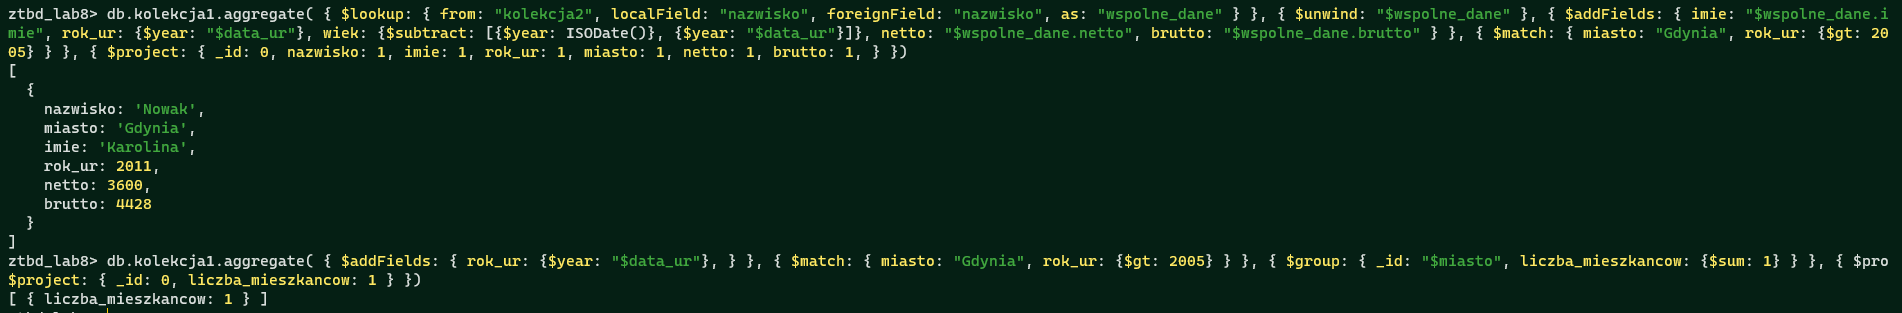 ztbd_lab8> db.kolekcja1.aggregate( { $lookup: { from: "kolekcja2", localField: "nazwisko", foreignField: "nazwisko", as: "wspolne_dane" } }, { $unwind: "$wspolne_dane" }, { $addFields: { imie: "$wspolne_dane.i
mie", rok_ur: {$year: "$data_ur"}, wiek: {$subtract: [{$year: ISODate()}, {$year: "$data_ur"}]}, netto: "$wspolne_dane.netto", brutto: "$wspolne_dane.brutto" } }, { $match: { miasto: "Gdynia", rok_ur: {$gt: 20
05} } }, { $project: { _id: 0, nazwisko: 1, imie: 1, rok_ur: 1, miasto: 1, netto: 1, brutto: 1, } })
[
  {
    nazwisko: 'Nowak',
    miasto: 'Gdynia',
    imie: 'Karolina',
    rok_ur: 2011,
    netto: 3600,
    brutto: 4428
  }
]
ztbd_lab8> db.kolekcja1.aggregate( { $addFields: { rok_ur: {$year: "$data_ur"}, } }, { $match: { miasto: "Gdynia", rok_ur: {$gt: 2005} } }, { $group: { _id: "$miasto", liczba_mieszkancow: {$sum: 1} } }, { $pro
$project: { _id: 0, liczba_mieszkancow: 1 } })
[ { liczba_mieszkancow: 1 } ]